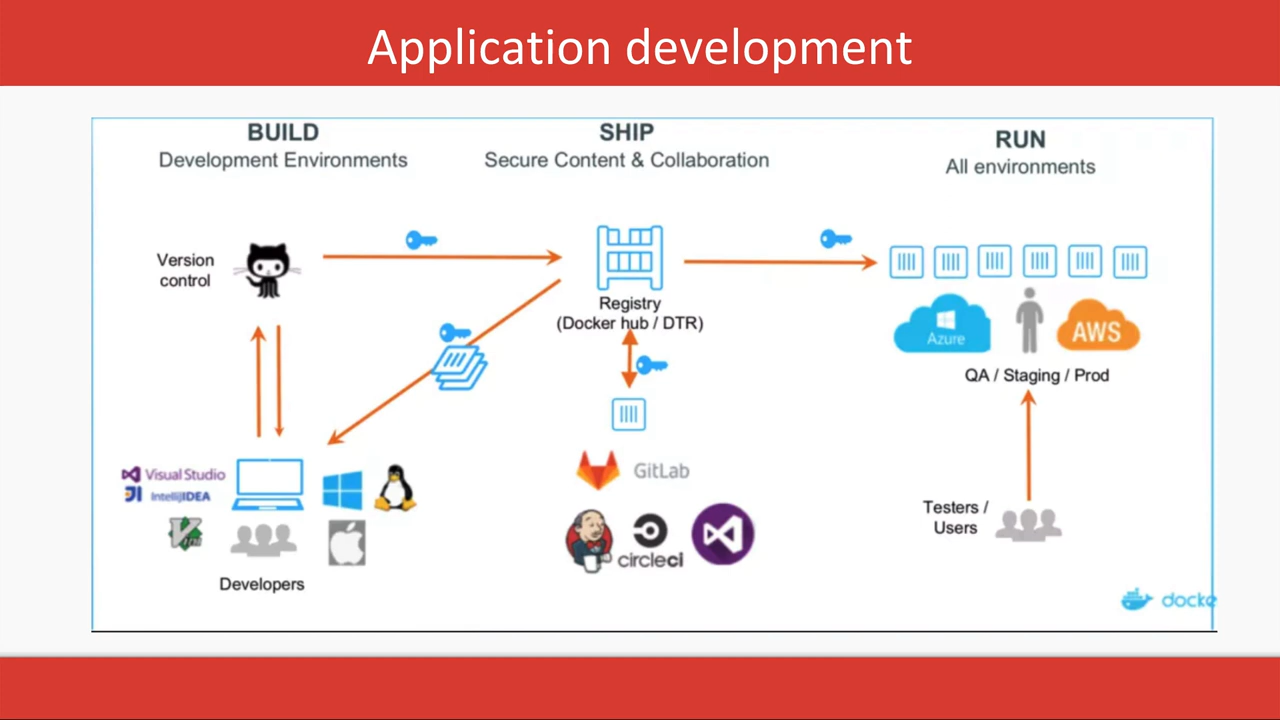 Application development
BUILD
Development Environments
SHIP
Secure Content & Collaboration
RUN
All environments
Version
control
Registry
(Docker hub / DTR)
Azure
AWS
QA / Staging / Prod
Visual Studio
IntelliJIDEA
Vim
Developers
GitLab
circleci
Testers /
Users
docke